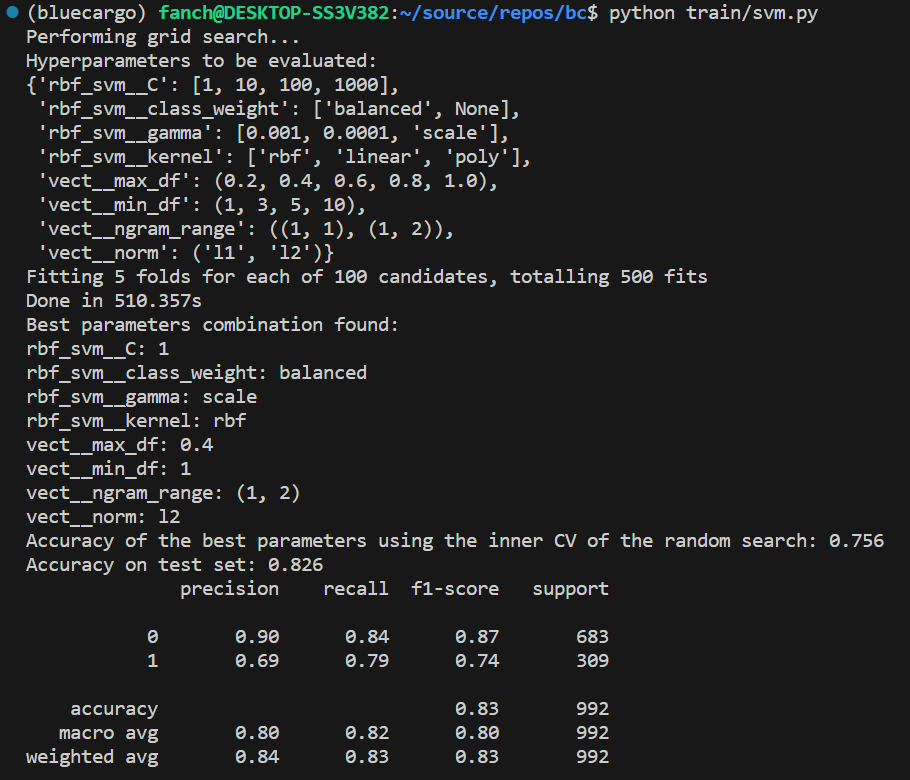 (bluecargo) fanch@DESKTOP-SS3V382:~/source/repos/bc$ python train/svm.py
Performing grid search...
Hyperparameters to be evaluated:
{'rbf_svm__C': [1, 10, 100, 1000],
 'rbf_svm__class_weight': ['balanced', None],
 'rbf_svm__gamma': [0.001, 0.0001, 'scale'],
 'rbf_svm__kernel': ['rbf', 'linear', 'poly'],
 'vect__max_df': (0.2, 0.4, 0.6, 0.8, 1.0),
 'vect__min_df': (1, 3, 5, 10),
 'vect__ngram_range': ((1, 1), (1, 2)),
 'vect__norm': ('l1', 'l2')}
Fitting 5 folds for each of 100 candidates, totalling 500 fits
Done in 510.357s
Best parameters combination found:
rbf_svm__C: 1
rbf_svm__class_weight: balanced
rbf_svm__gamma: scale
rbf_svm__kernel: rbf
vect__max_df: 0.4
vect__min_df: 1
vect__ngram_range: (1, 2)
vect__norm: l2
Accuracy of the best parameters using the inner CV of the random search: 0.756
Accuracy on test set: 0.826
              precision    recall  f1-score   support
           0       0.90      0.84      0.87       683
           1       0.69      0.79      0.74       309
    accuracy                           0.83       992
   macro avg       0.80      0.82      0.80       992
weighted avg       0.84      0.83      0.83       992